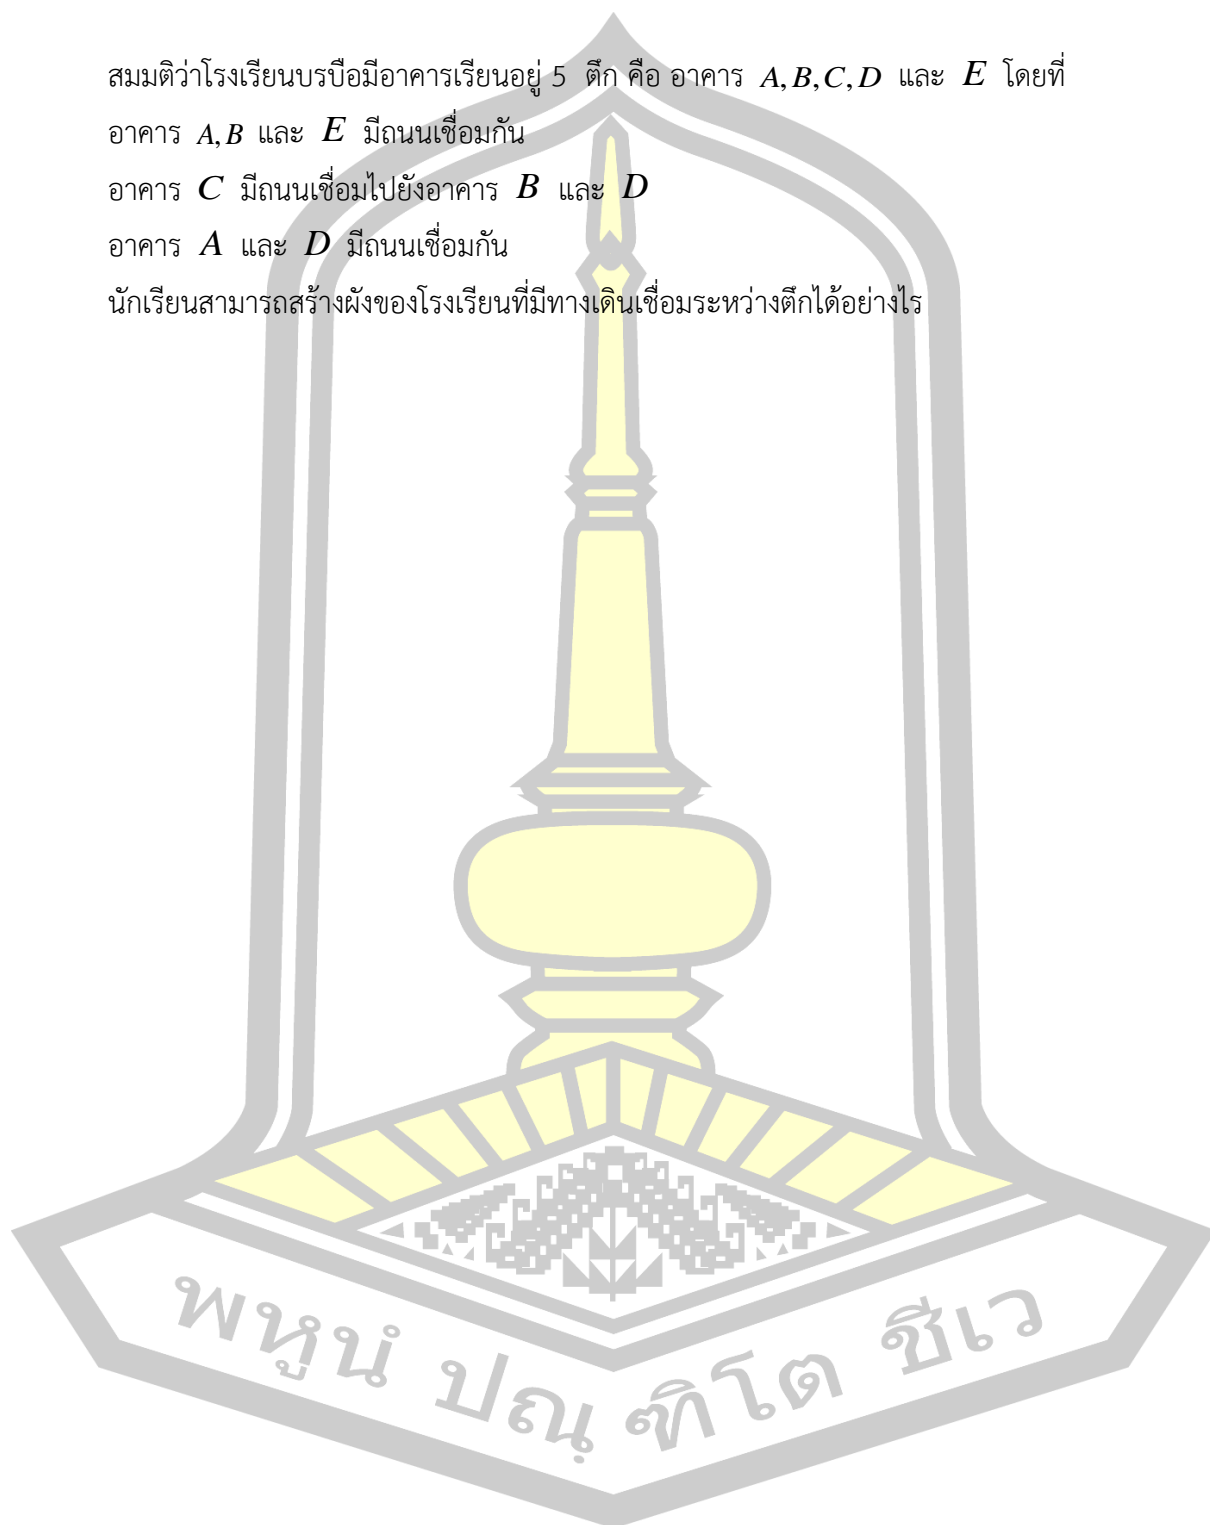 สมมติว่าโรงเรียนบรบือมีอาคารเรียนอยู่ 5 ตึก คือ อาคาร A, B, C, D และ E โดยที่
อาคาร A, B และ E มีถนนเชื่อมกัน
อาคาร C มีถนนเชื่อมไปยังอาคาร B และ D
อาคาร A และ D มีถนนเชื่อมกัน
นักเรียนสามารถสร้างผังของโรงเรียนที่มีทางเดินเชื่อมระหว่างตึกได้อย่างไร
พหูนํ ปณฺฑิโต ชีเว